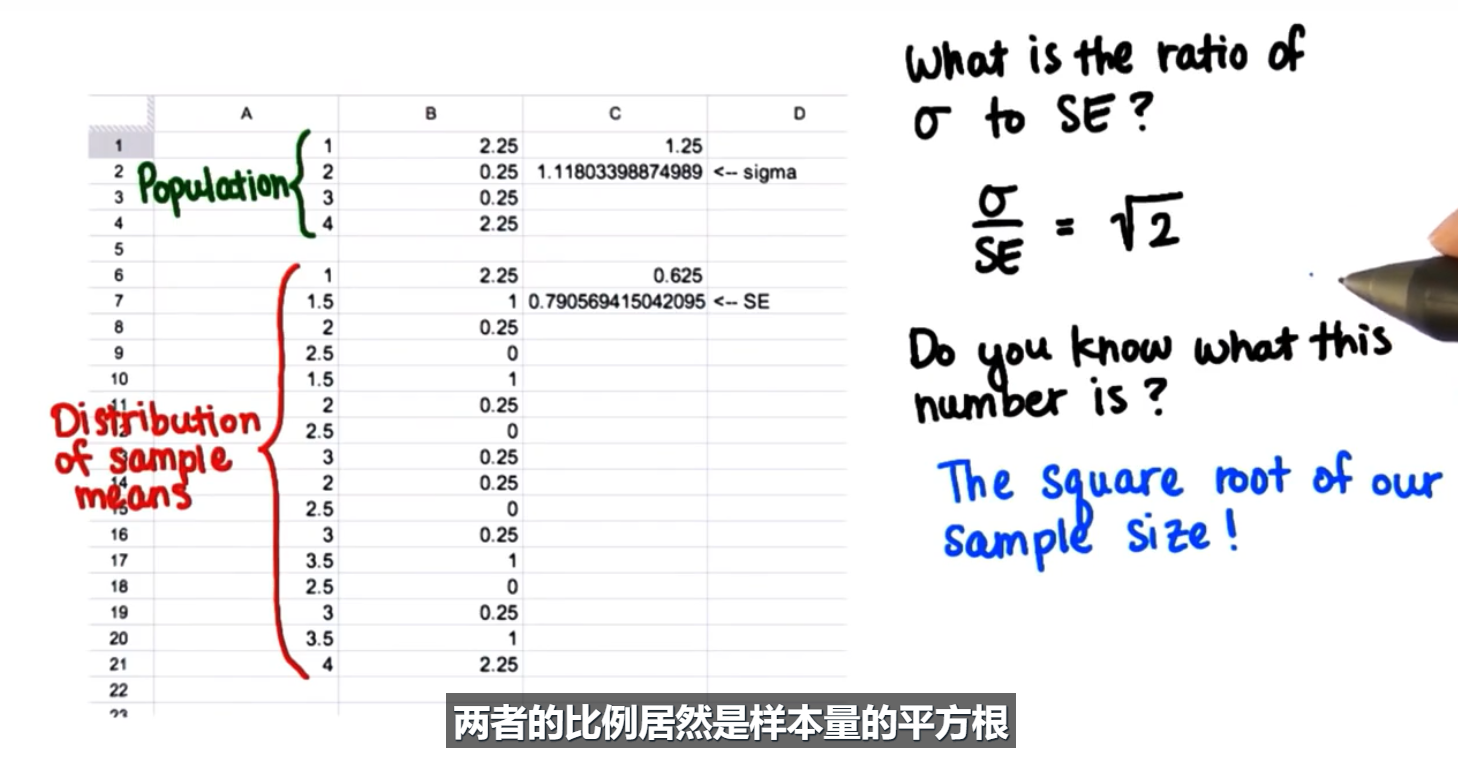 What is the ratio of
σ to SE?
A B C D
1 1 2.25 1.25
2 2 0.25 1.11803398874989 <-- sigma
3 3 0.25
4 4 2.25
Population
5
6 1 2.25 0.625
7 1.5 1 0.790569415042095 <-- SE
8 2 0.25
9 2.5 0
10 1.5 1
11 2 0.25
2.5 0
3 0.25
14 2 0.25
15 2.5 0
16 3 0.25
17 3.5 1
18 2.5 0
19 3 0.25
20 3.5 1
21 4 2.25
22
Distribution
of sample
means
σ/SE = √2
Do you know what this
number is?
The square root of our
sample size!
两者的比例居然是样本量的平方根